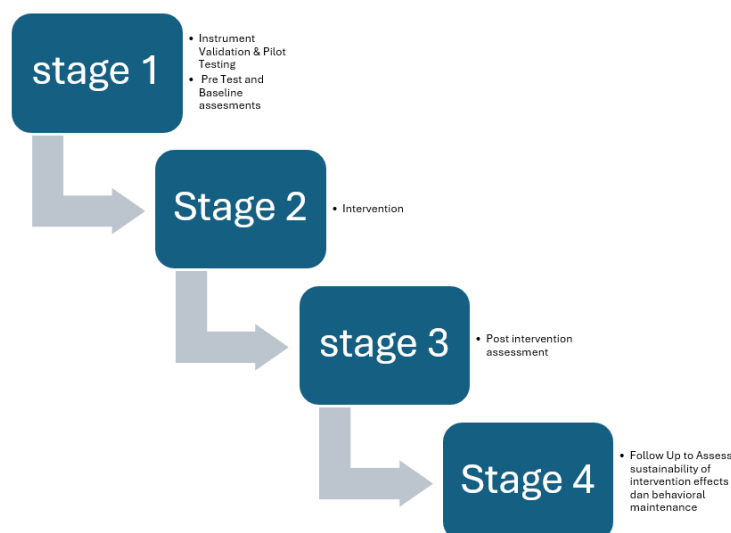 stage 1
• Instrument
Validation & Pilot
Testing
• Pre Test and
Baseline
assesments
Stage 2
• Intervention
stage 3
• Post intervention
assessment
Stage 4
• Follow Up to Assess
sustainability of
intervention effects
dan behavioral
maintenance